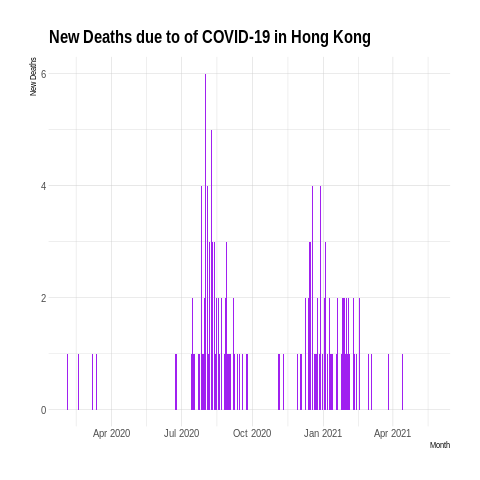 New Deaths due to of COVID-19 in Hong Kong
New Deaths
6
4
2
0
Apr 2020 Jul 2020 Oct 2020 Jan 2021 Apr 2021
Month